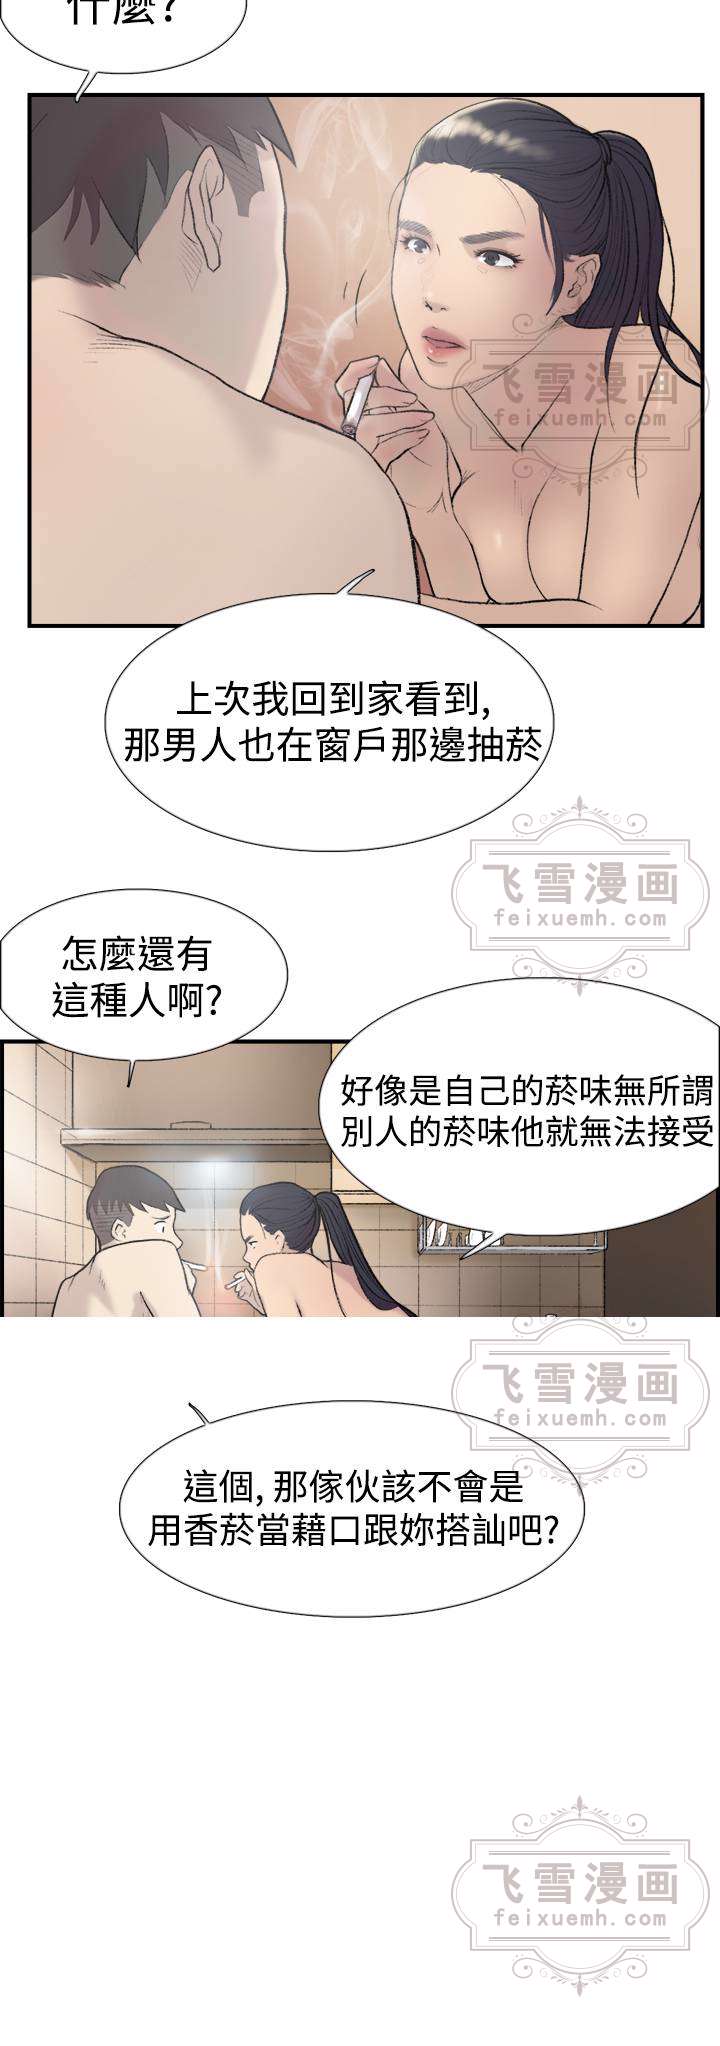 什麼?
飞雪漫画
feixuemh.com
上次我回到家看到,
那男人也在窗戶那邊抽菸
飞雪漫画
feixuemh.com
怎麼還有
這種人啊?
好像是自己的菸味無所謂
別人的菸味他就無法接受
飞雪漫画
feixuemh.com
這個, 那傢伙該不會是
用香菸當藉口跟妳搭訕吧?
飞雪漫画
feixuemh.com